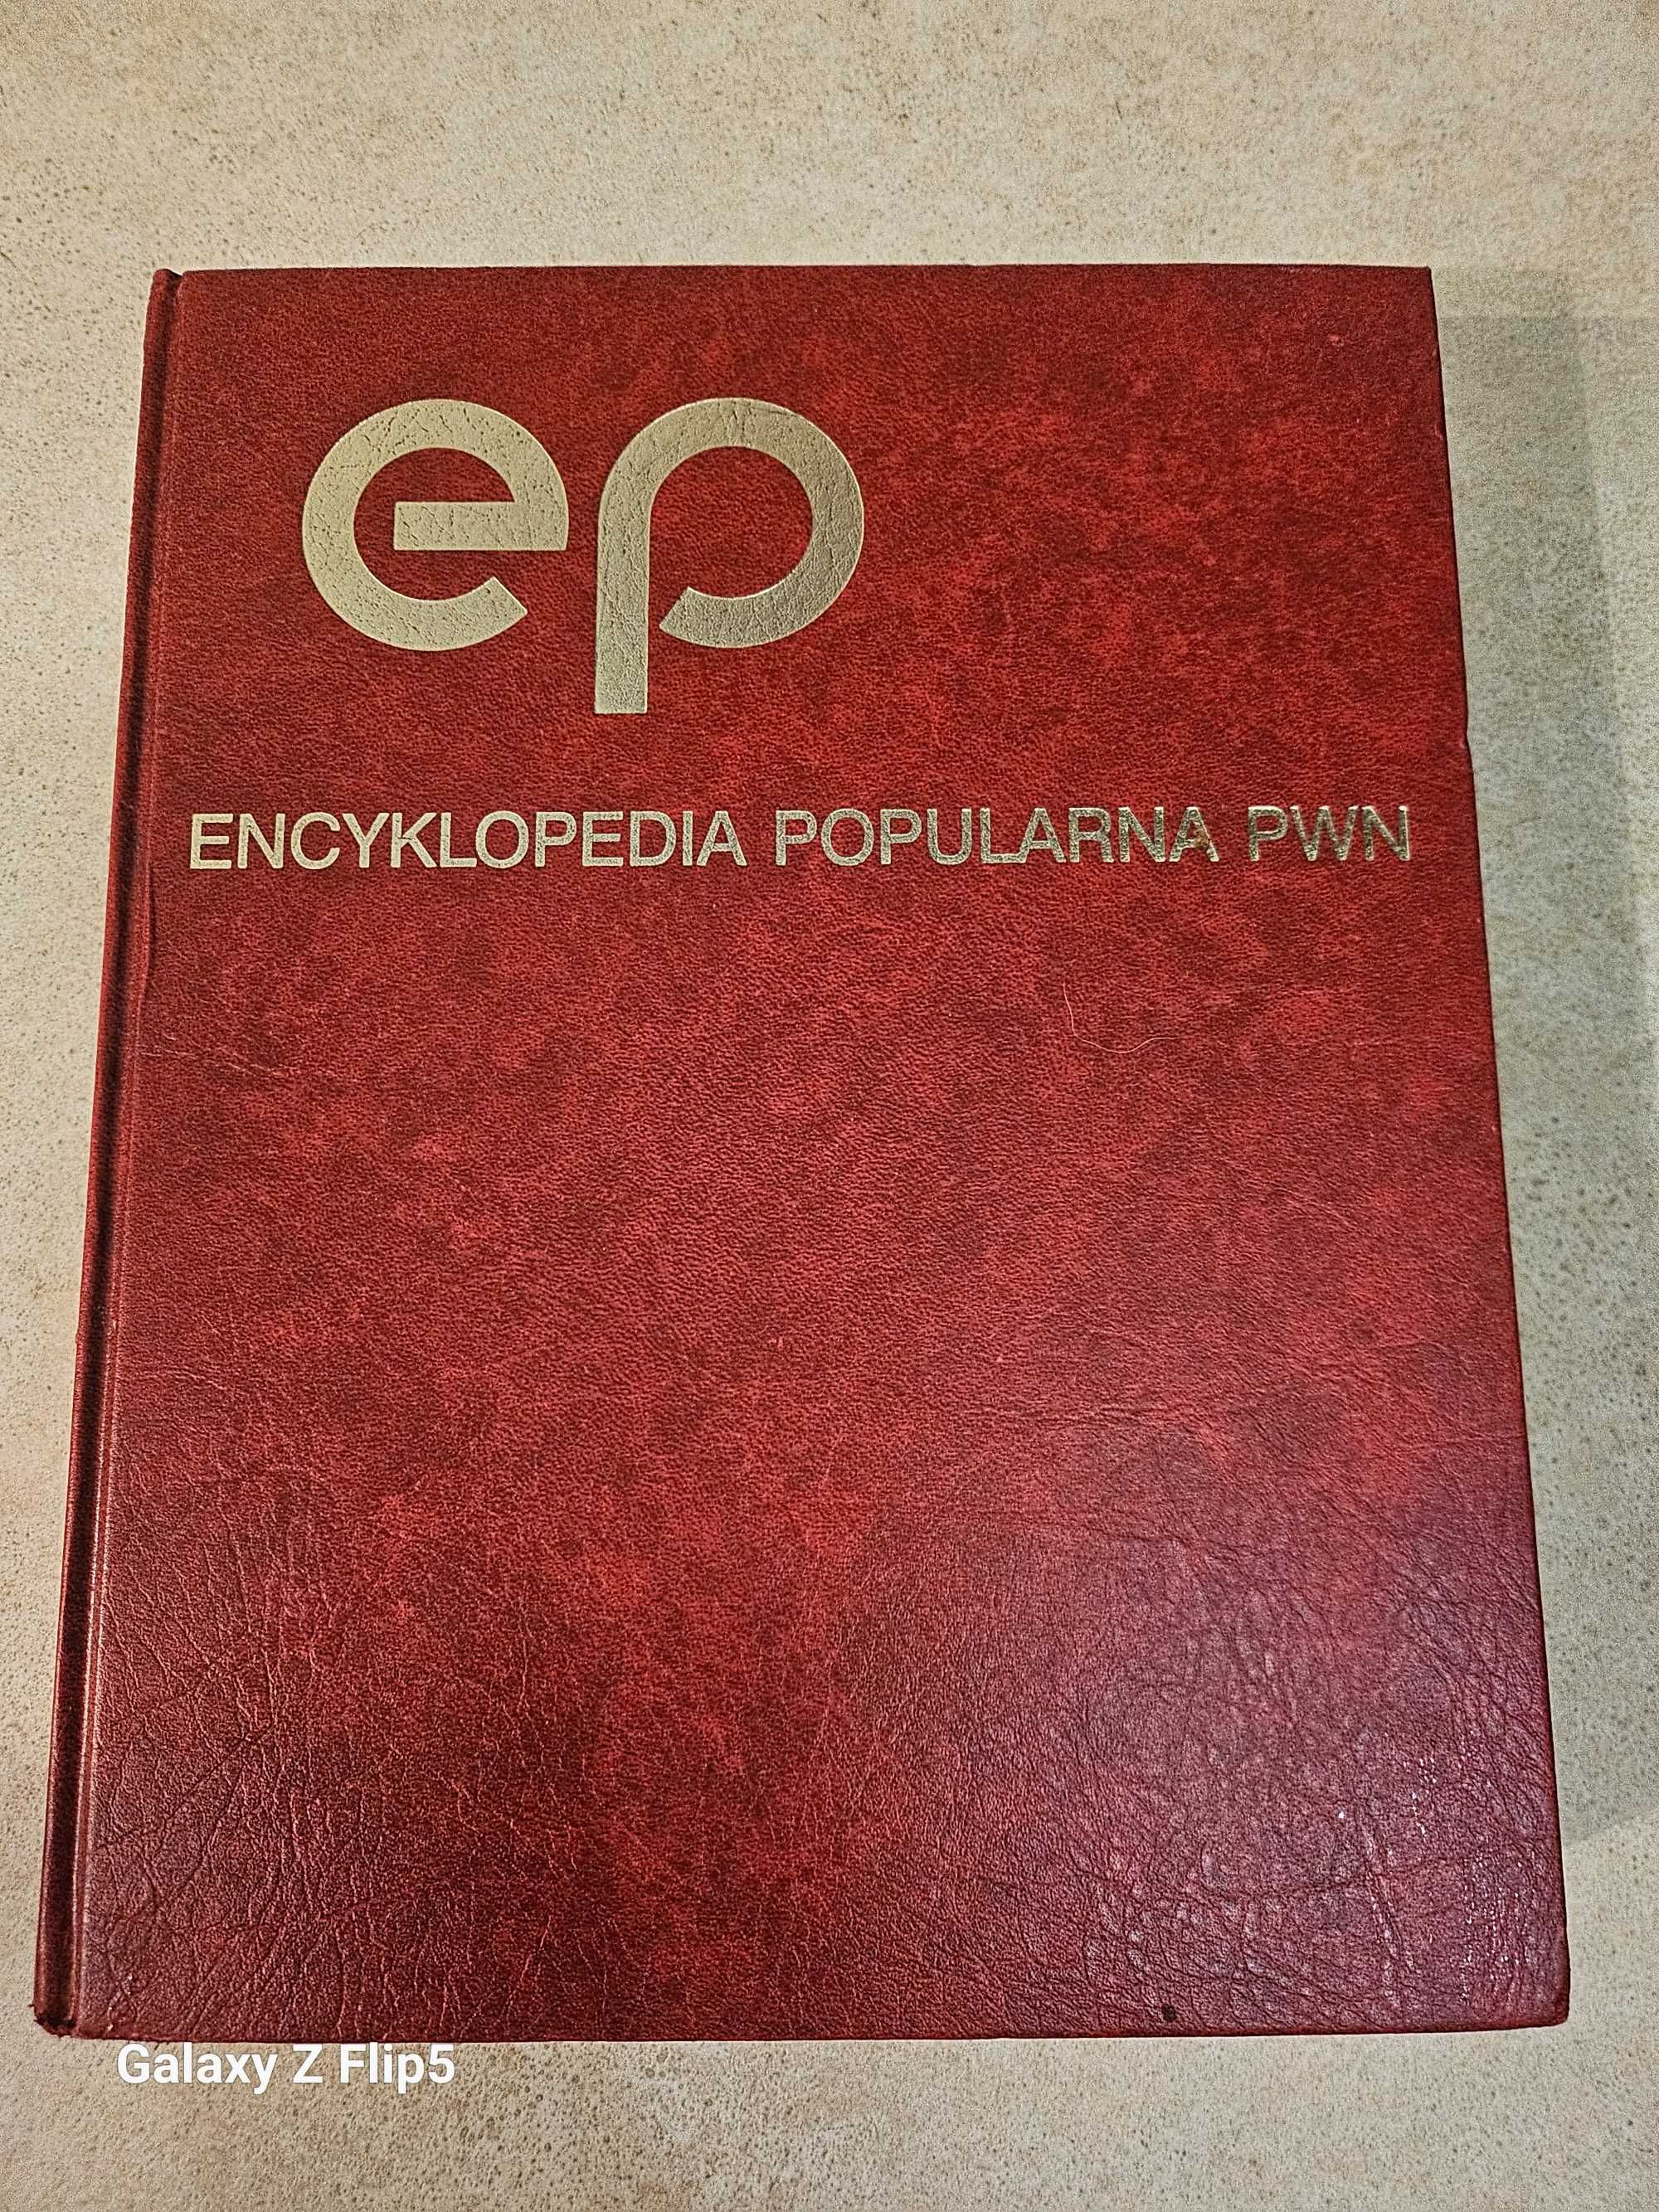 ep
ENCYKLOPEDIA POPULARNA PWN
Galaxy Z Flip5